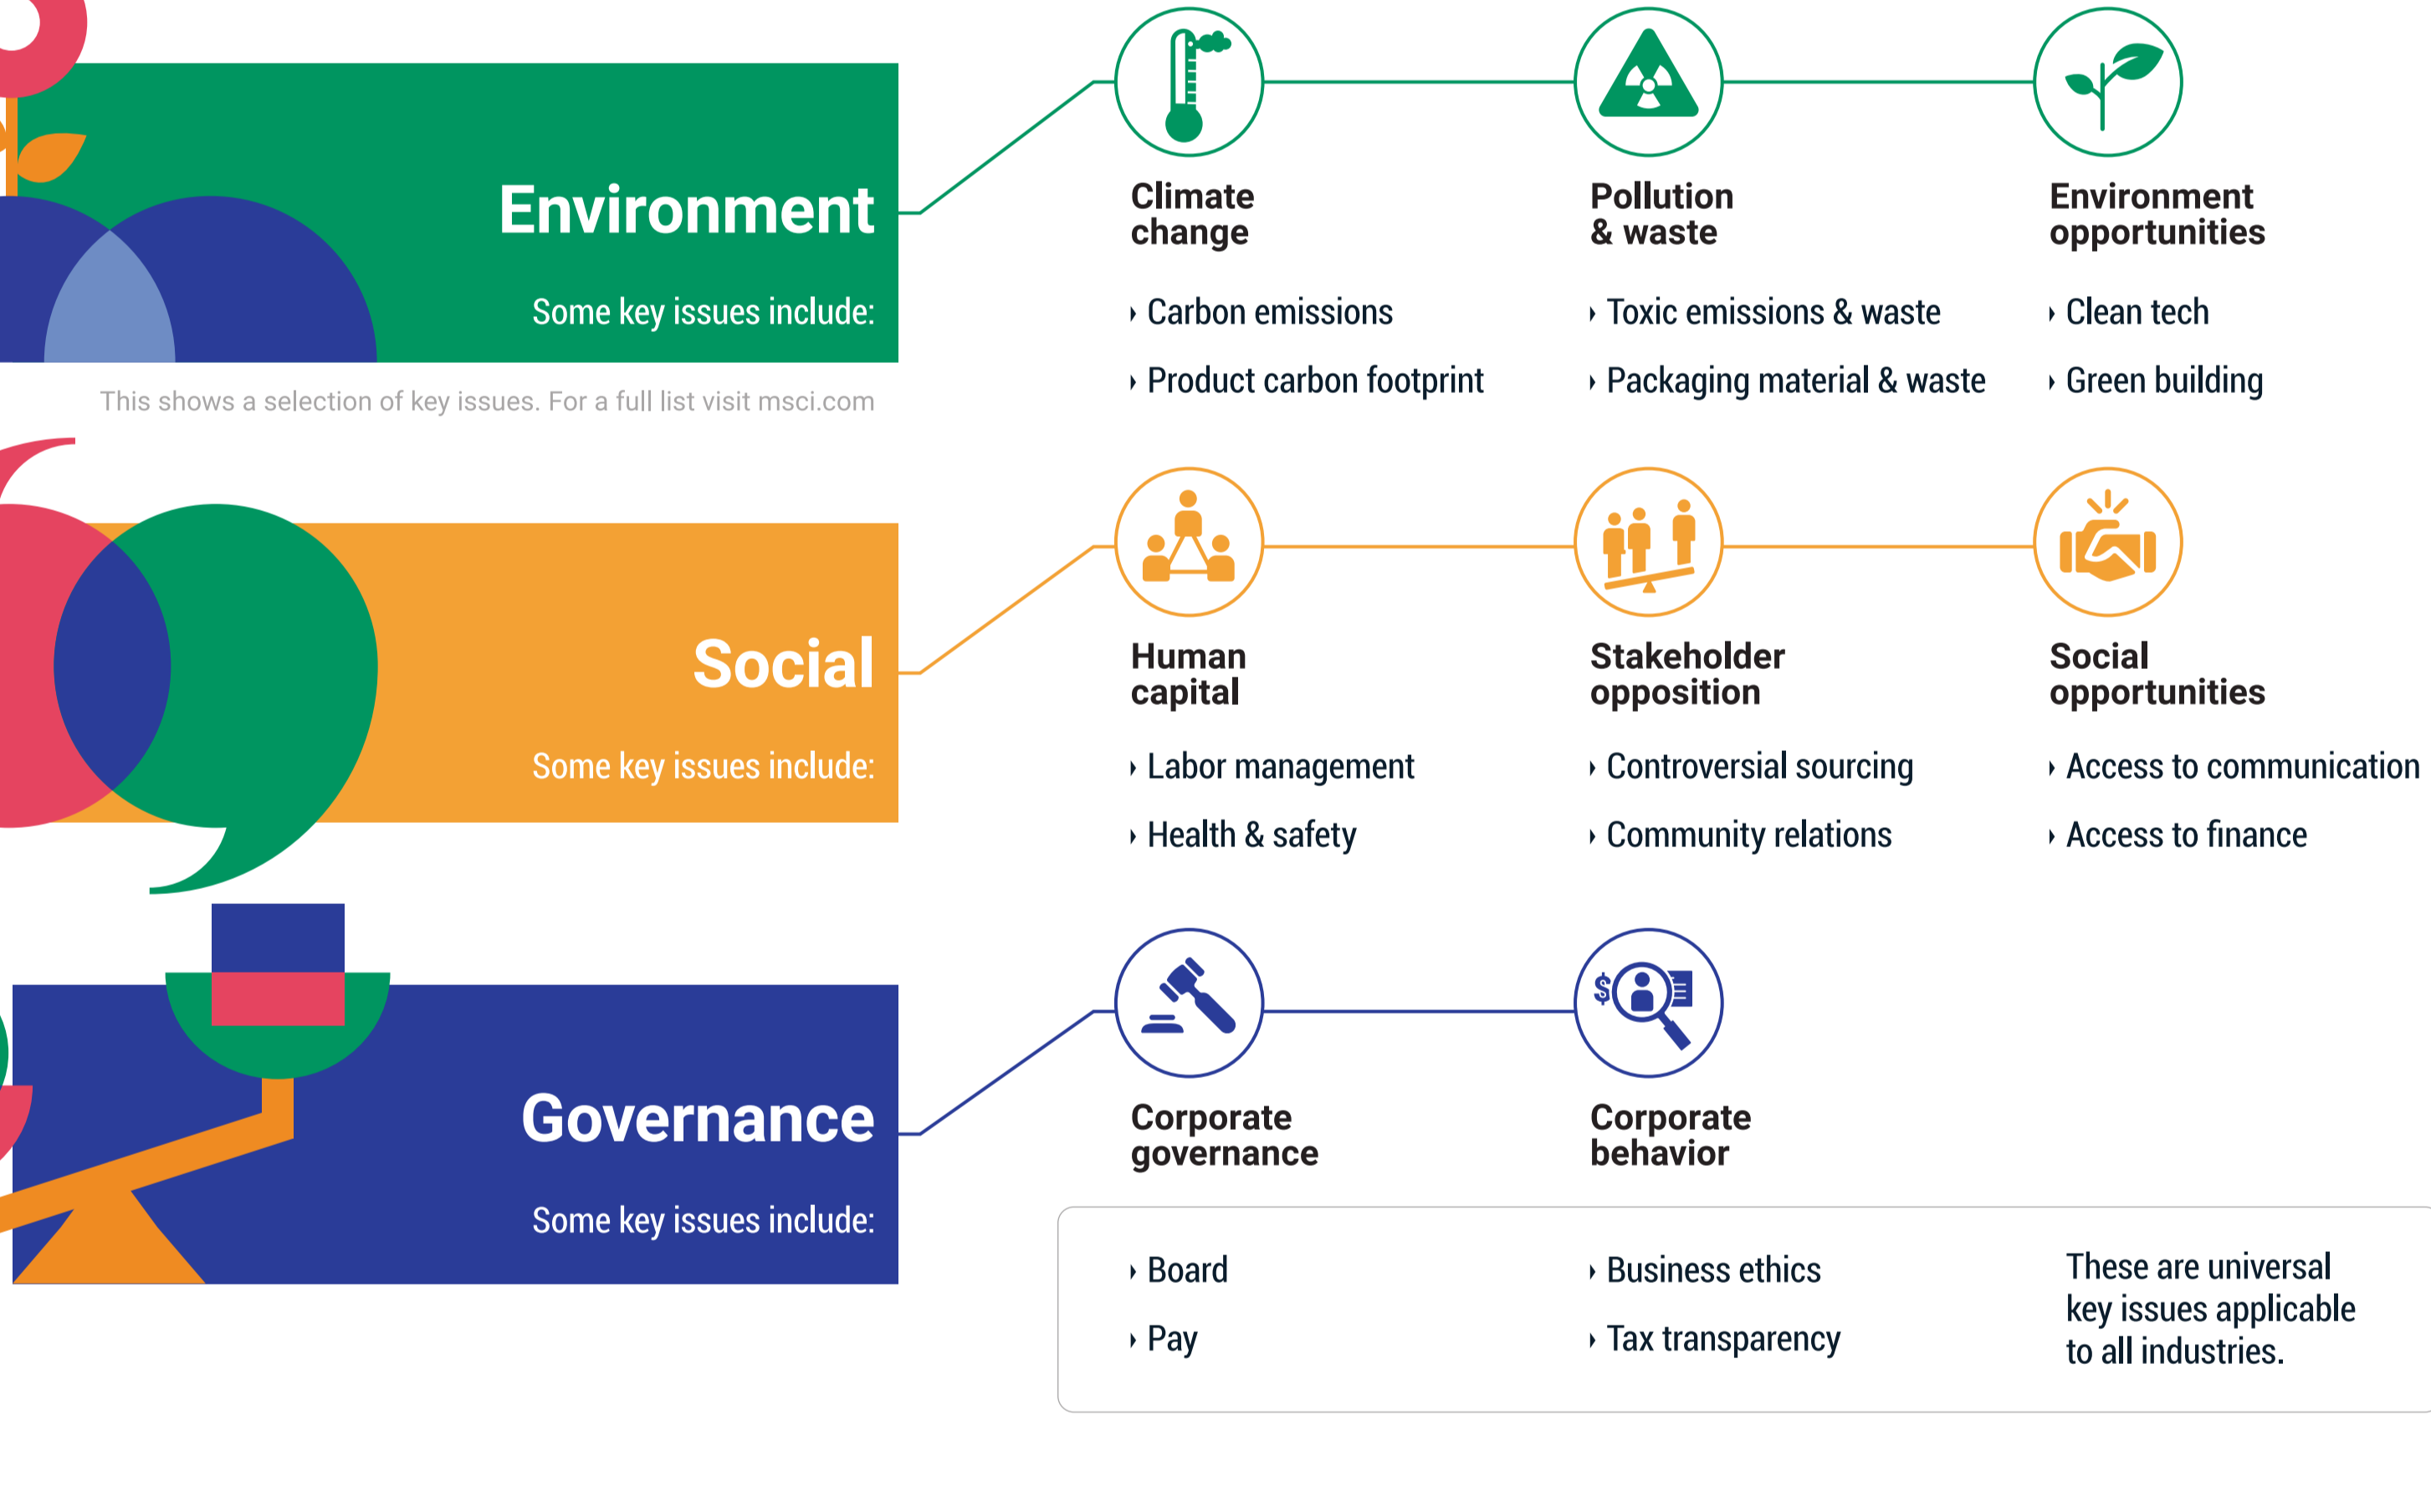 Environment
Some key issues include:
This shows a selection of key issues. For a full list visit msci.com
Climate
change
› Carbon emissions
› Product carbon footprint
Pollution
& waste
› Toxic emissions & waste
› Packaging material & waste
Environment
opportunities
› Clean tech
› Green building
Social
Some key issues include:
Human
capital
› Labor management
› Health & safety
Stakeholder
opposition
› Controversial sourcing
› Community relations
Social
opportunities
› Access to communication
› Access to finance
Governance
Some key issues include:
Corporate
governance
› Board
› Pay
Corporate
behavior
› Business ethics
› Tax transparency
These are universal
key issues applicable
to all industries.